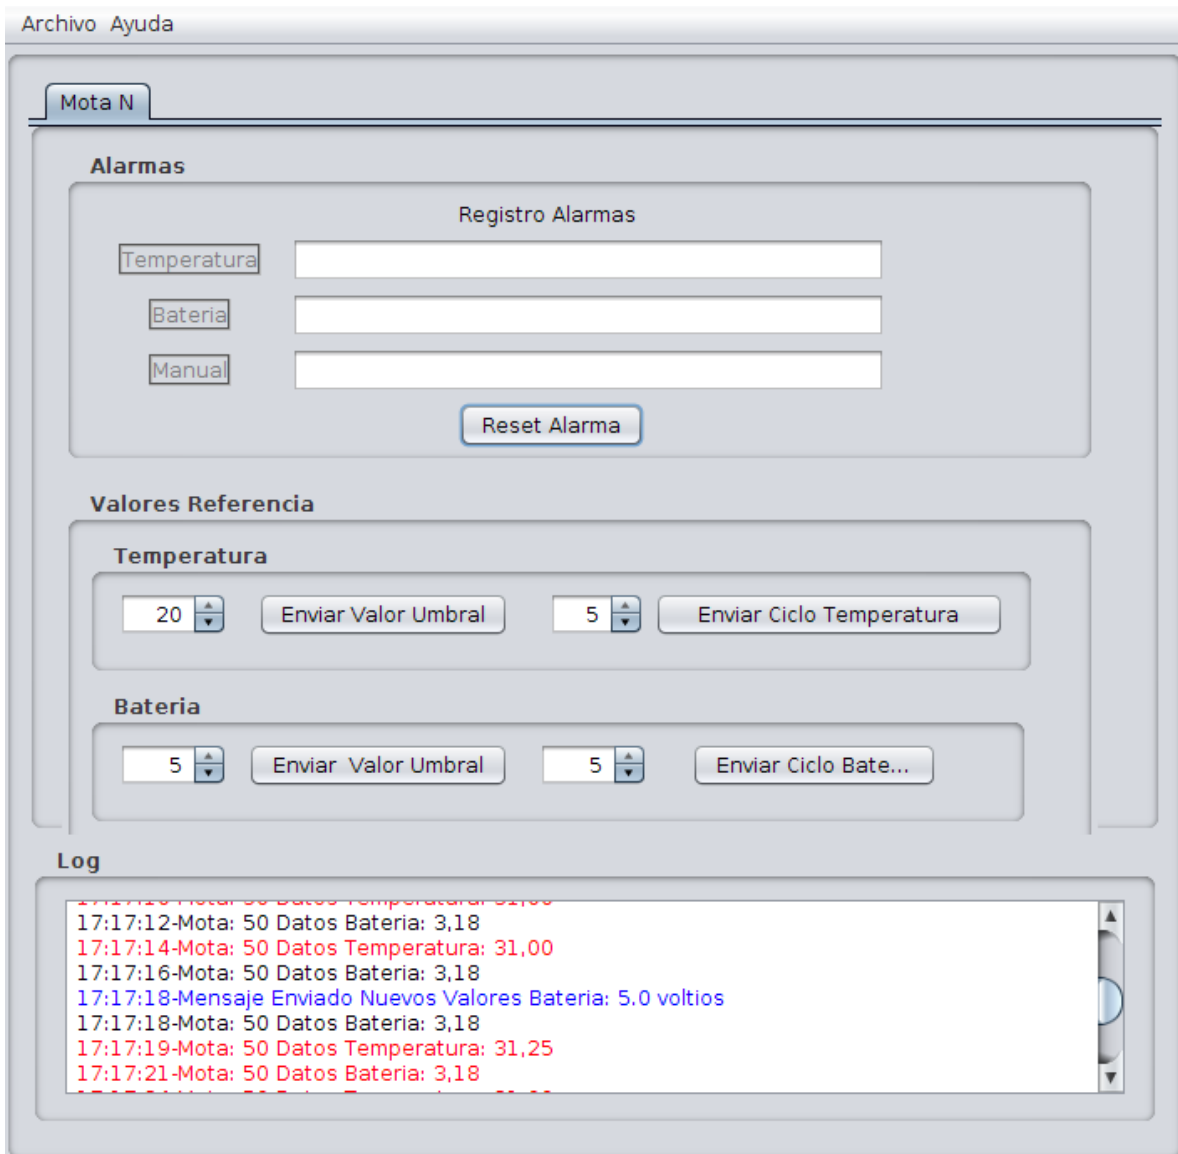 Archivo Ayuda
Mota N
Alarmas
Registro Alarmas
Temperatura
Bateria
Manual
Reset Alarma
Valores Referencia
Temperatura
20 Enviar Valor Umbral 5 Enviar Ciclo Temperatura
Bateria
5 Enviar Valor Umbral 5 Enviar Ciclo Bate...
Log
17:17:12-Mota: 50 Datos Bateria: 3,18
17:17:14-Mota: 50 Datos Temperatura: 31,00
17:17:16-Mota: 50 Datos Bateria: 3,18
17:17:18-Mensaje Enviado Nuevos Valores Bateria: 5.0 voltios
17:17:18-Mota: 50 Datos Bateria: 3,18
17:17:19-Mota: 50 Datos Temperatura: 31,25
17:17:21-Mota: 50 Datos Bateria: 3,18